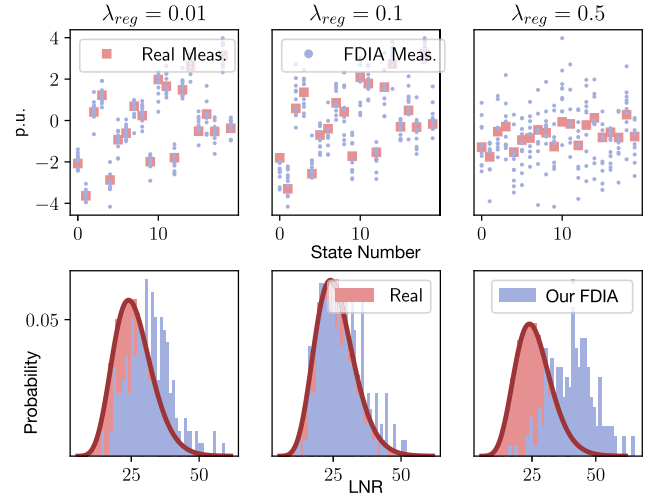 λreg = 0.01 λreg = 0.1 λreg = 0.5
Real Meas. FDIA Meas.
p.u.
4
2
0
−2
−4
0 10 0 10 0 10
State Number
Real Our FDIA
Probability
0.05
25 50 25 50 25 50
LNR